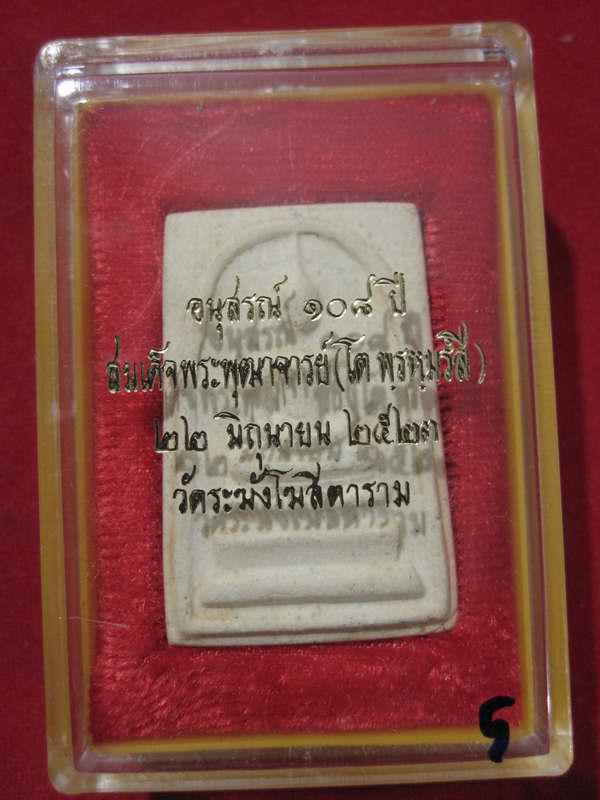 อนุสรณ์ ๑๐๘ ปี
สมเด็จพระพุฒาจารย์(โต พฺรหฺมรํสี)
๒๒ มิถุนายน ๒๕๒๓
วัดระฆังโฆสิตาราม